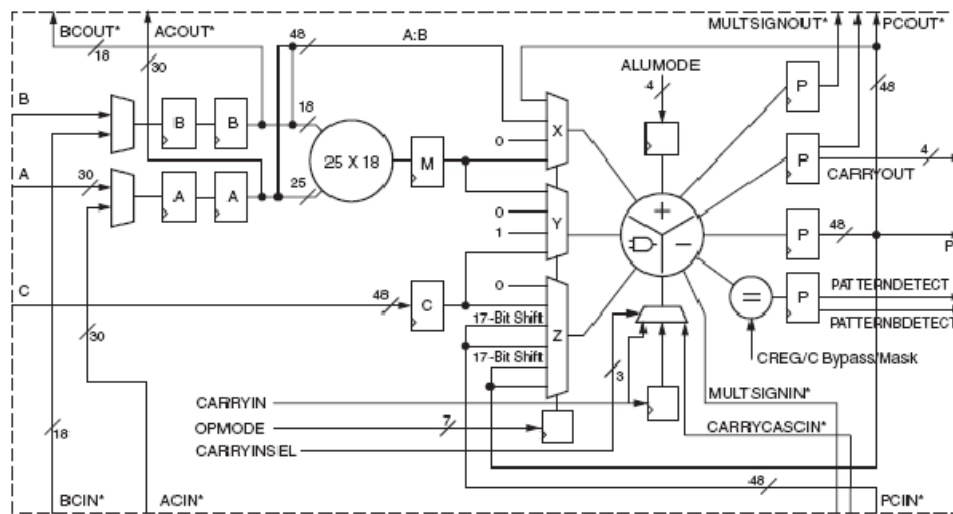 BCOUT* ACOUT* 48 A:B MULTSIGNOUT* PCOUT*
18 30 ALUMODE 48
4
B 18 B B X P
0
25 X 18 M P 4
CARRYOUT
A 30 A A 25 + 
0 Y − P 48 P
1
= P PATTERNDETECT
PATTERNBDETECT
C 48 C 0
17-Bit Shift Z
30 17-Bit Shift CREG/C Bypass/Mask
3
CARRYIN MULTSIGNIN*
18 OPMODE 7 CARRYCASCIN*
CARRYINSEL
48
BCIN* ACIN* PCIN*